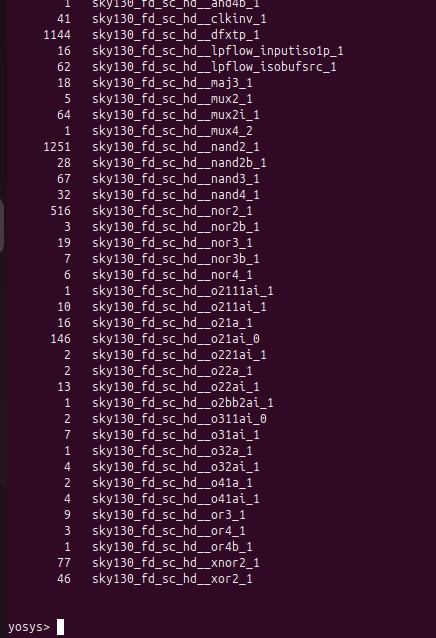 1 sky130_fd_sc_hd__and4b_1
41 sky130_fd_sc_hd__clkinv_1
1144 sky130_fd_sc_hd__dfxtp_1
16 sky130_fd_sc_hd__lpflow_inputiso1p_1
62 sky130_fd_sc_hd__lpflow_isobufsrc_1
18 sky130_fd_sc_hd__maj3_1
5 sky130_fd_sc_hd__mux2_1
64 sky130_fd_sc_hd__mux2i_1
1 sky130_fd_sc_hd__mux4_2
1251 sky130_fd_sc_hd__nand2_1
28 sky130_fd_sc_hd__nand2b_1
67 sky130_fd_sc_hd__nand3_1
32 sky130_fd_sc_hd__nand4_1
516 sky130_fd_sc_hd__nor2_1
3 sky130_fd_sc_hd__nor2b_1
19 sky130_fd_sc_hd__nor3_1
7 sky130_fd_sc_hd__nor3b_1
6 sky130_fd_sc_hd__nor4_1
1 sky130_fd_sc_hd__o2111ai_1
10 sky130_fd_sc_hd__o211ai_1
16 sky130_fd_sc_hd__o21a_1
146 sky130_fd_sc_hd__o21ai_0
2 sky130_fd_sc_hd__o221ai_1
2 sky130_fd_sc_hd__o22a_1
13 sky130_fd_sc_hd__o22ai_1
1 sky130_fd_sc_hd__o2bb2ai_1
2 sky130_fd_sc_hd__o311ai_0
7 sky130_fd_sc_hd__o31ai_1
1 sky130_fd_sc_hd__o32a_1
4 sky130_fd_sc_hd__o32ai_1
2 sky130_fd_sc_hd__o41a_1
4 sky130_fd_sc_hd__o41ai_1
9 sky130_fd_sc_hd__or3_1
3 sky130_fd_sc_hd__or4_1
1 sky130_fd_sc_hd__or4b_1
77 sky130_fd_sc_hd__xnor2_1
46 sky130_fd_sc_hd__xor2_1
yosys>